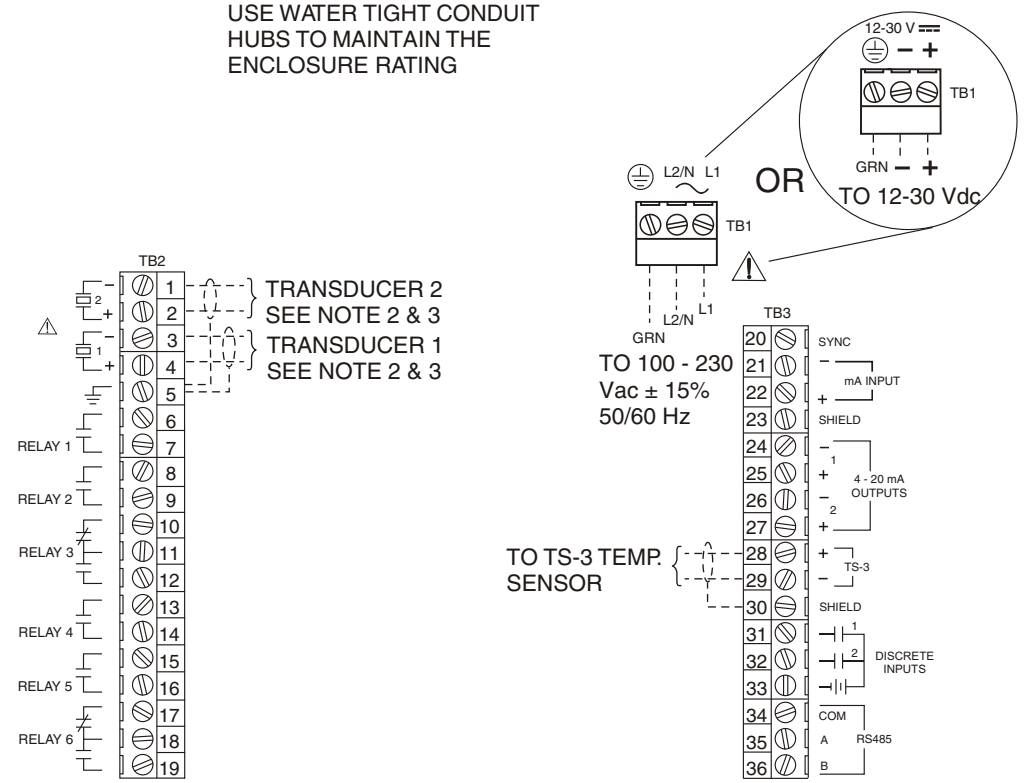 USE WATER TIGHT CONDUIT
HUBS TO MAINTAIN THE
ENCLOSURE RATING
12-30 V
- +
TB1
GRN - +
TO 12-30 Vdc
OR
L2/N L1
TB1
L1
L2/N
GRN
TO 100 - 230
Vac ± 15%
50/60 Hz
TB2
- 1
2
+ 2
TRANSDUCER 2
SEE NOTE 2 & 3
- 3
1
+ 4
TRANSDUCER 1
SEE NOTE 2 & 3
5
6
RELAY 1 7
8
RELAY 2 9
10
RELAY 3 11
12
13
RELAY 4 14
15
RELAY 5 16
17
RELAY 6 18
19
TB3
20 SYNC
21 -
mA INPUT
22 +
23 SHIELD
24 -
1
25 +
4 - 20 mA
OUTPUTS
26 -
2
27 +
TO TS-3 TEMP.
SENSOR
28 +
TS-3
29 -
30 SHIELD
31 1
32 2
DISCRETE
INPUTS
33
34 COM
35 A RS485
36 B